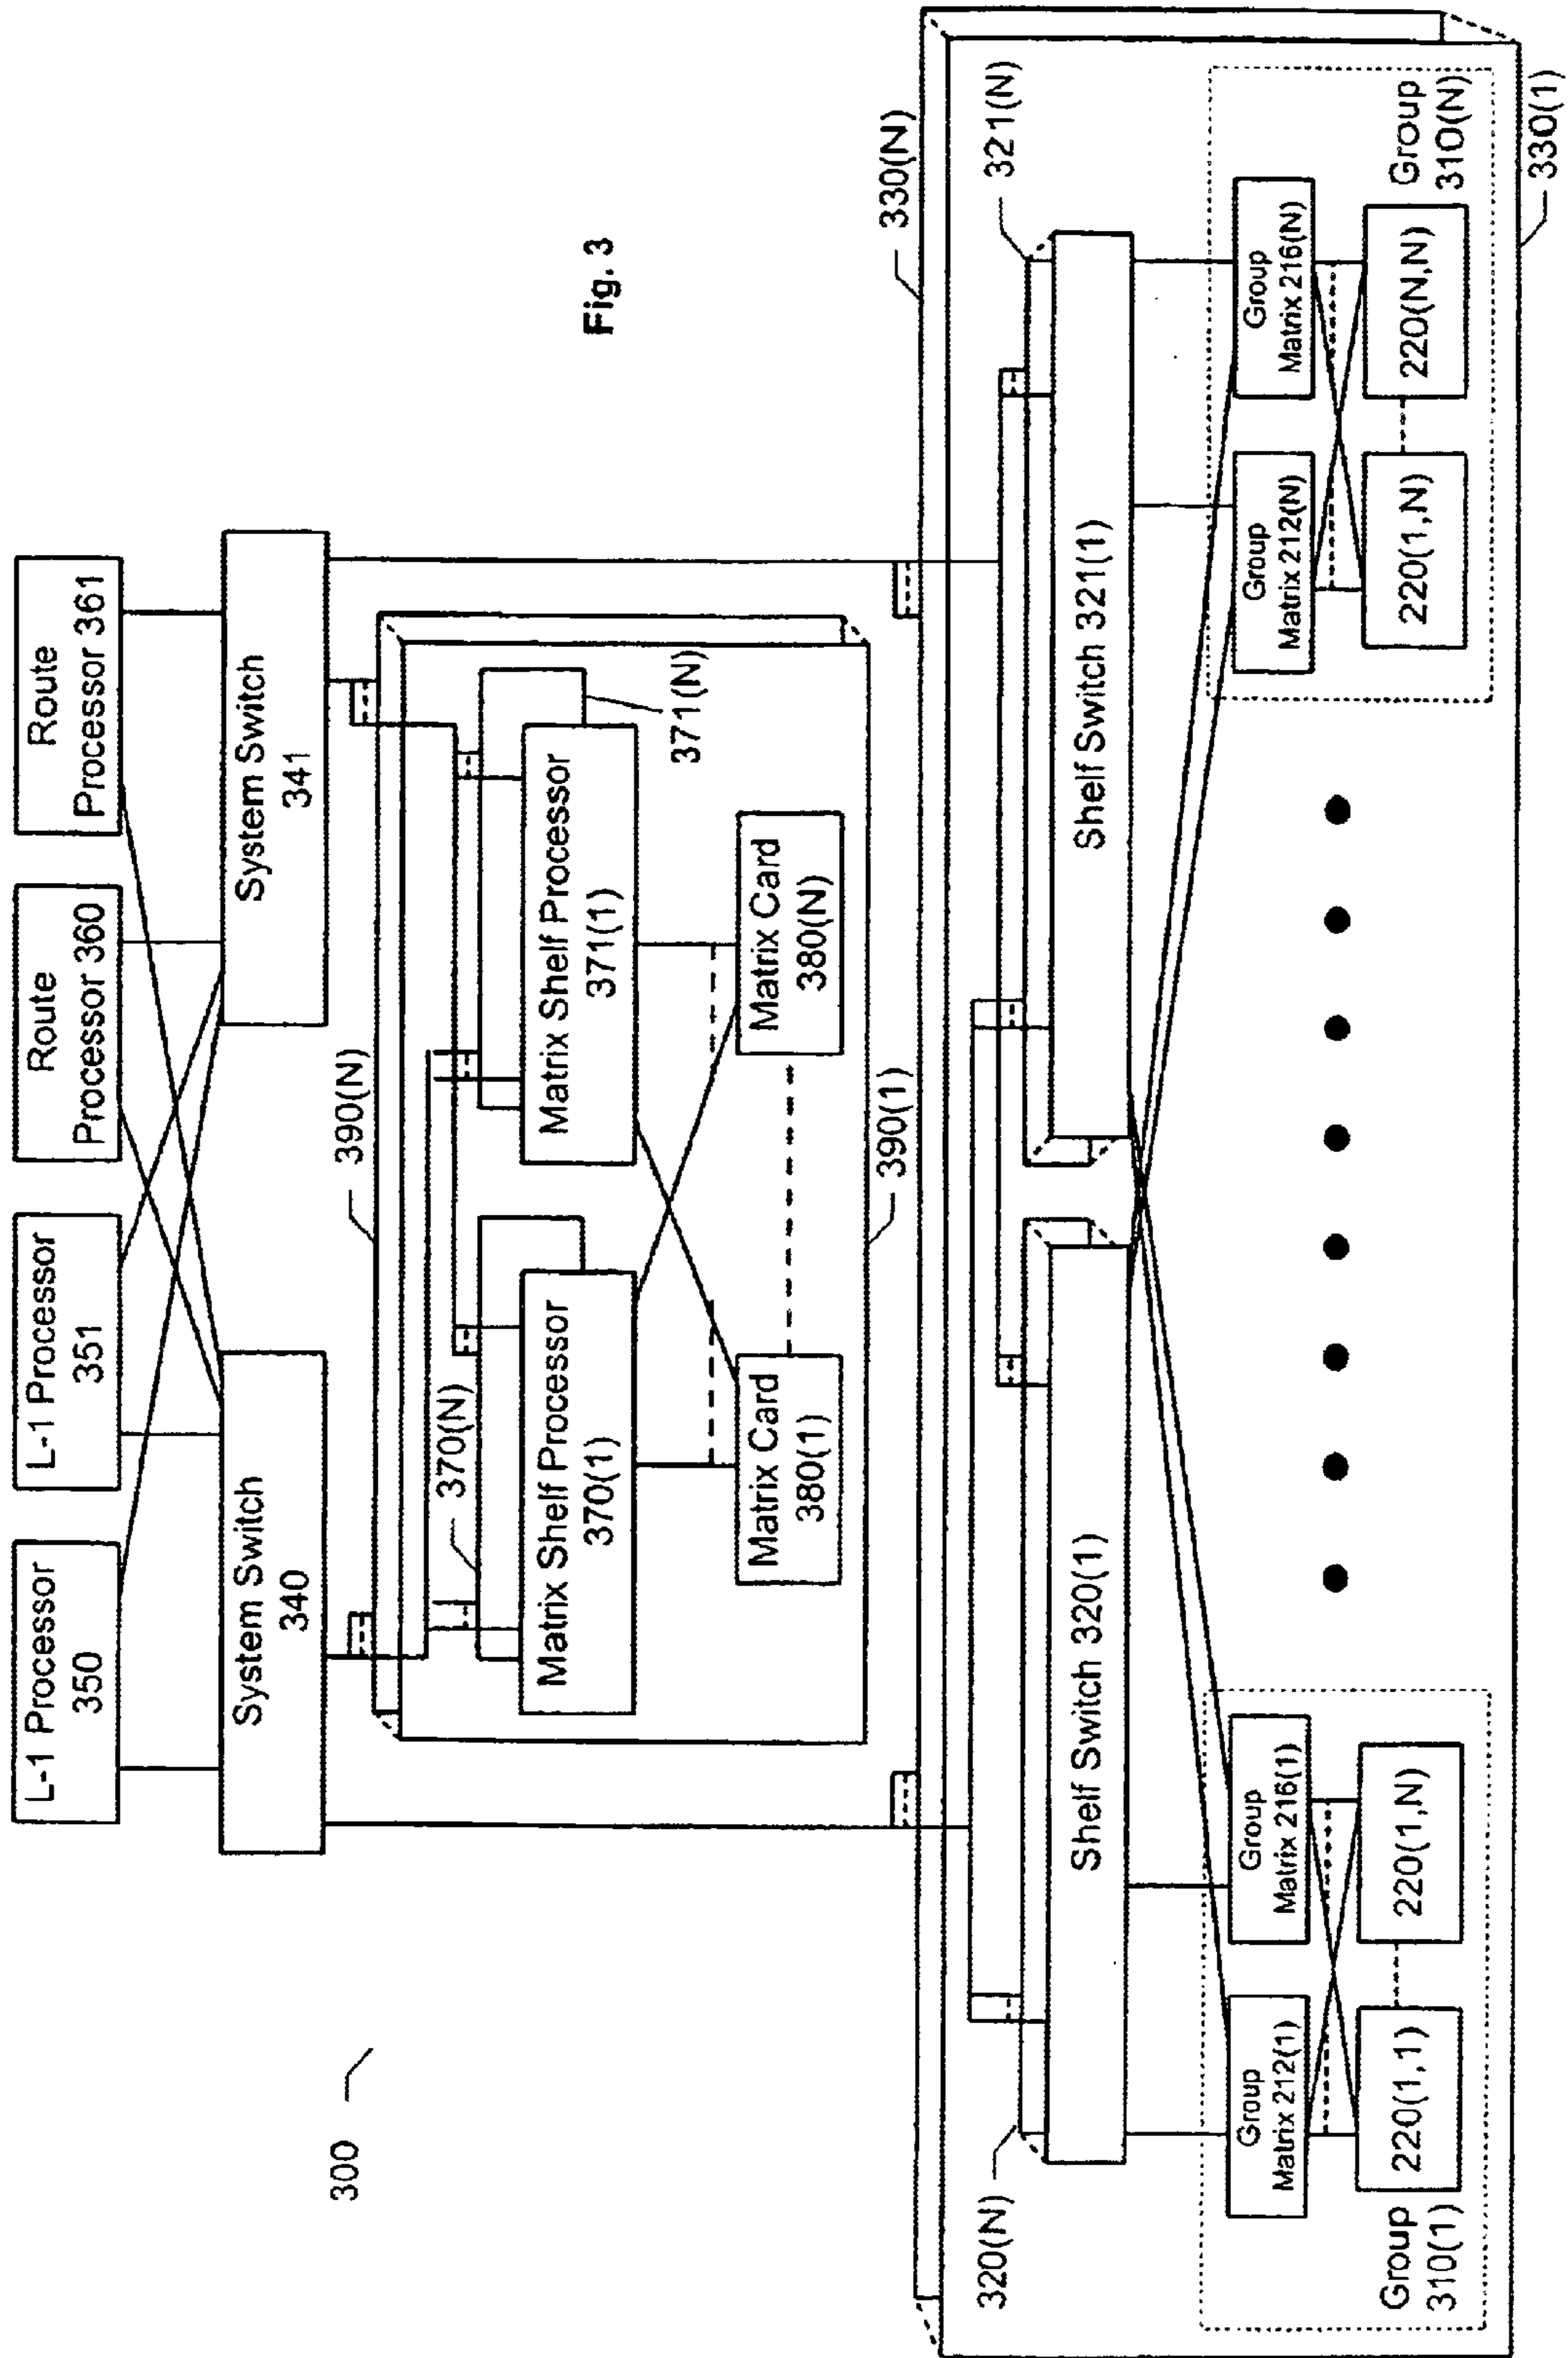 L-1 Processor
350
L-1 Processor
351
Route
Processor 360
Route
Processor 361
System Switch
340
System Switch
341
300
390(N)
370(N)
Matrix Shelf Processor
370(1)
Matrix Shelf Processor
371(1)
371(N)
Matrix Card
380(1)
Matrix Card
380(N)
390(1)
Fig. 3
330(N)
320(N)
321(N)
Shelf Switch 320(1)
Shelf Switch 321(1)
Group
Matrix 212(1)
Group
Matrix 216(1)
Group
Matrix 212(N)
Group
Matrix 216(N)
220(1,1)
220(1,N)
220(1,N)
220(N,N)
Group
310(1)
Group
310(N)
330(1)